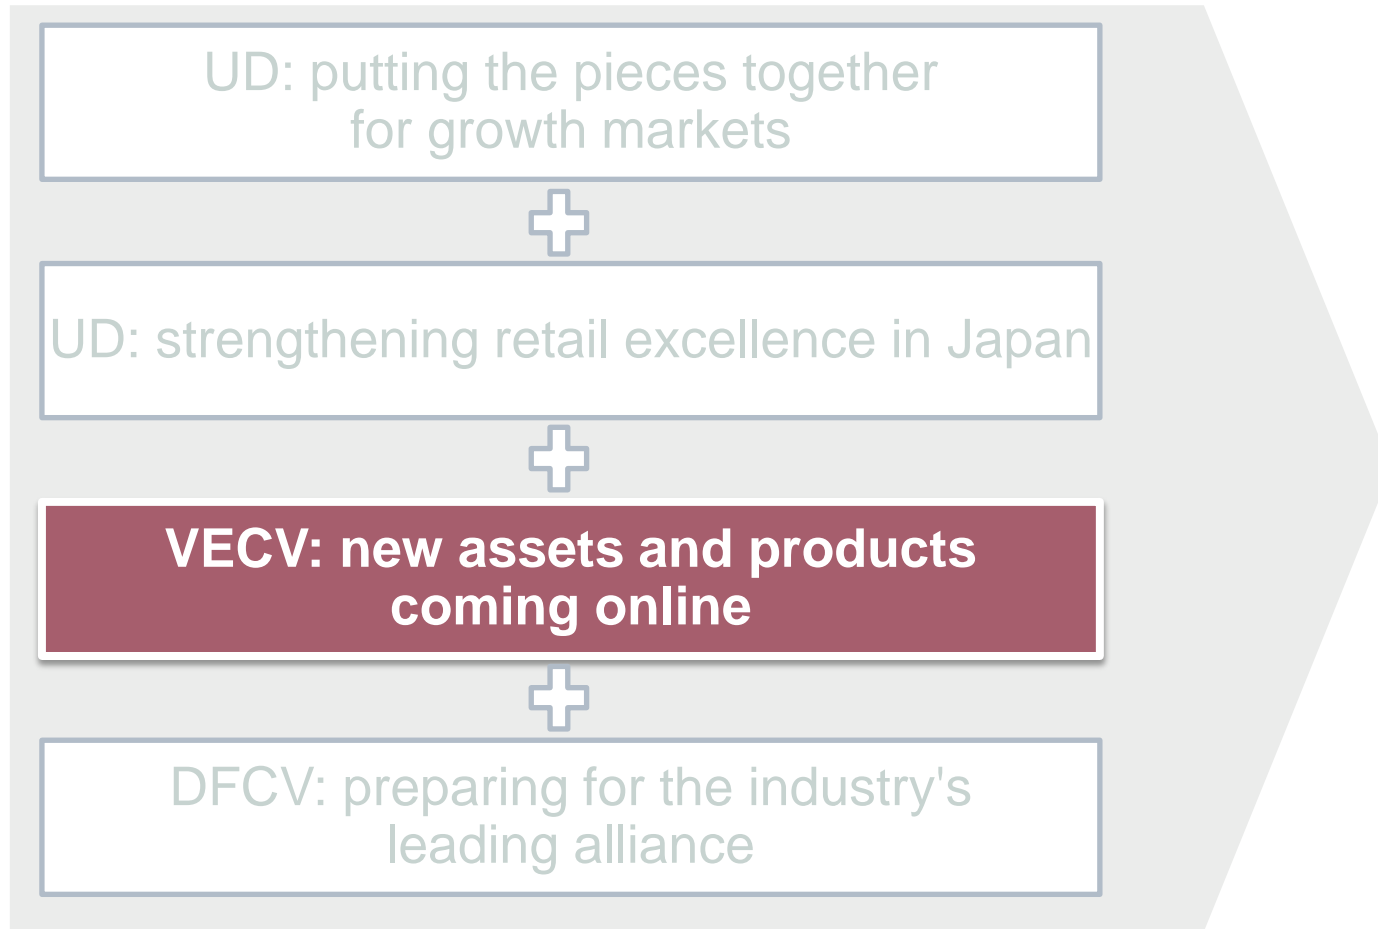 UD: putting the pieces together
for growth markets
UD: strengthening retail excellence in Japan
VECV: new assets and products
coming online
DFCV: preparing for the industry's
leading alliance